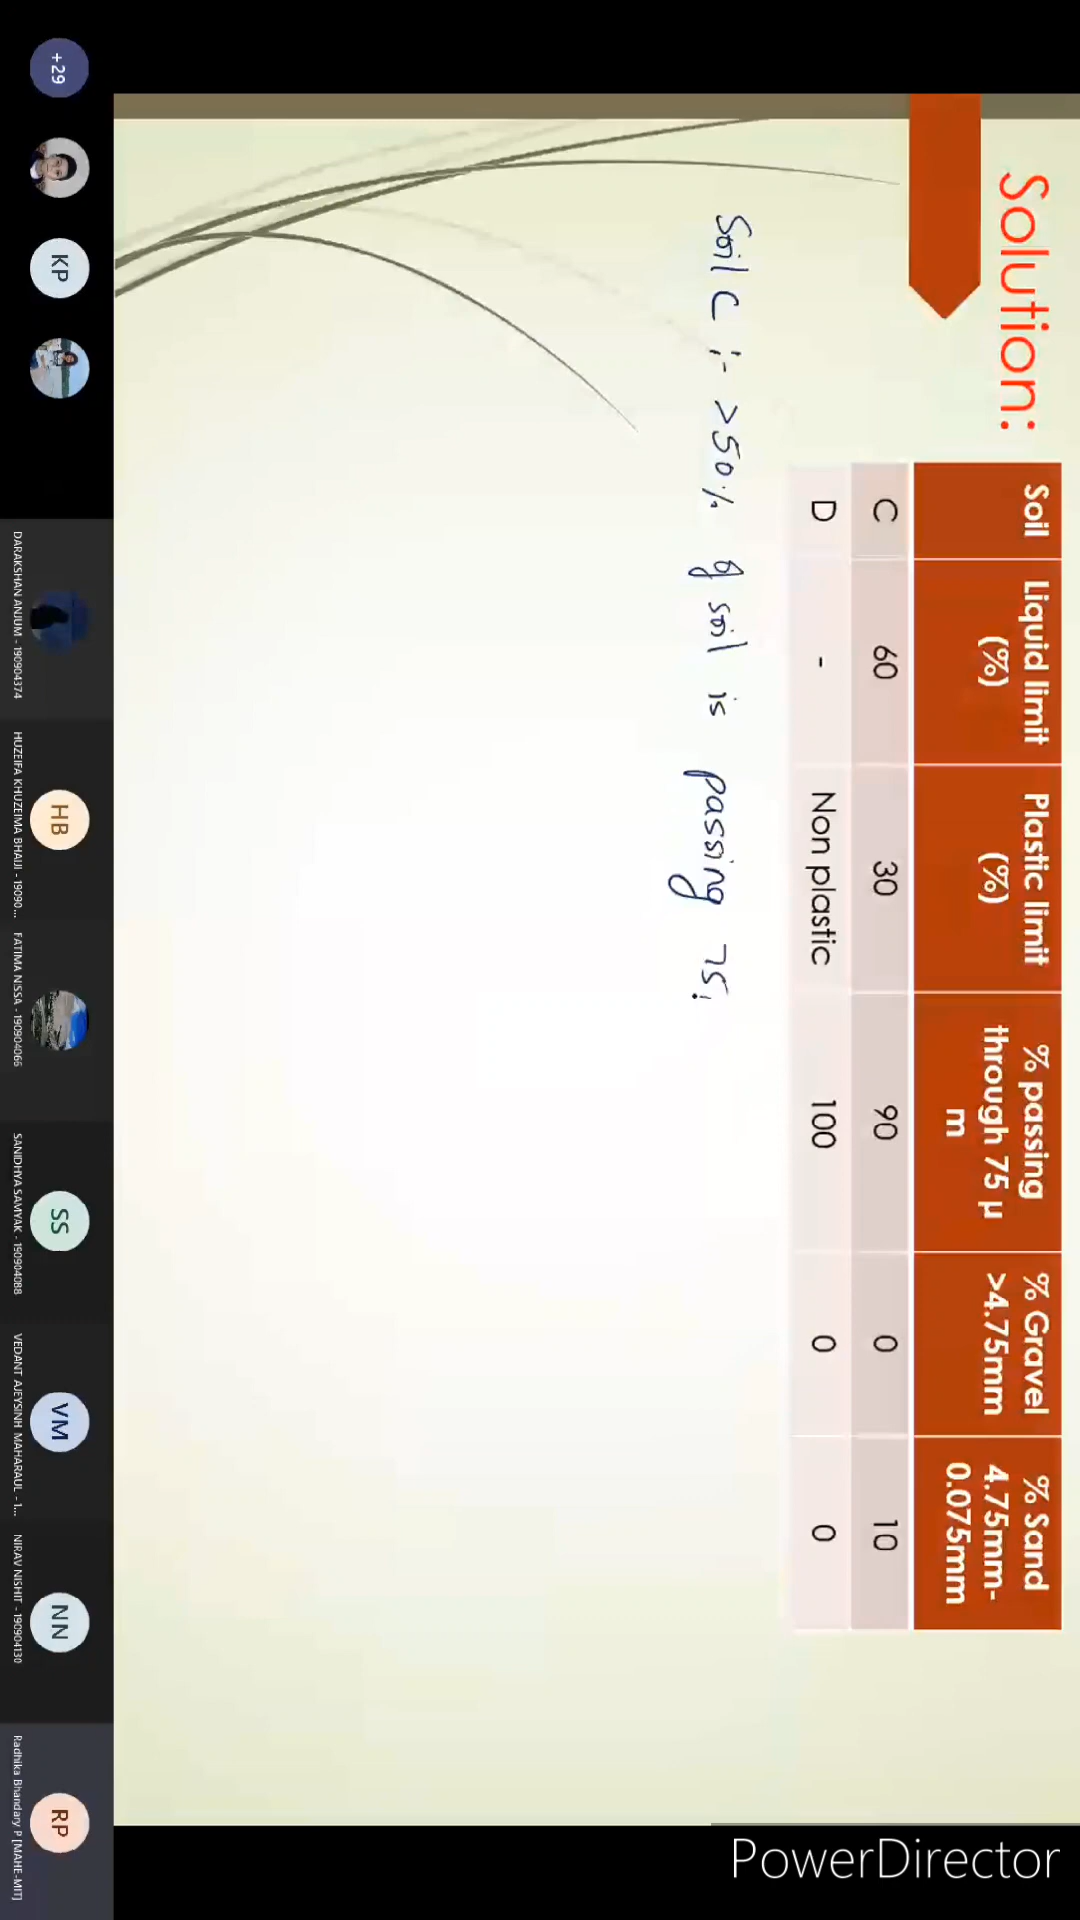 Solution:
Soil Liquid limit (%) Plastic limit (%) % passing through 75 µ m % Gravel >4.75mm % Sand 4.75mm-0.075mm
C 60 30 90 0 10
D - Non plastic 100 0 0
Soil C :- >50% of soil is passing 75
+29
KP
DARAKSHAN ANJUM - 190904374
HB
HUZEIFA KHUZEIMA BHAIJI - 19090...
FATIMA NISSA - 190904066
SS
SANIDHYA SAMYAK - 190904088
VM
VEDANT AJEYSINH MAHARAUL - 1...
NN
NIRAV NISHIT - 190904130
RP
Radhika Bhandary P [MAHE-MIT]
PowerDirector